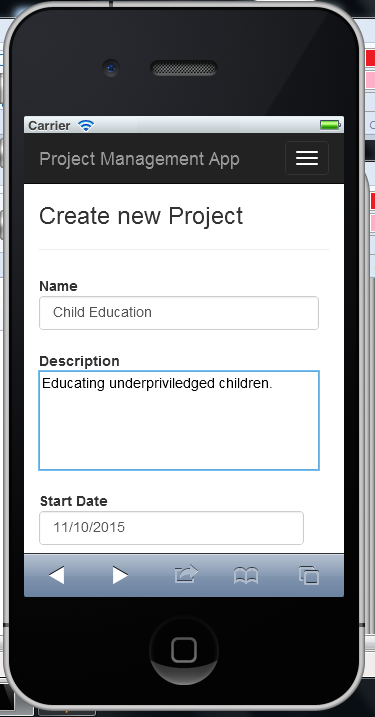 Carrier
Project Management App
Create new Project
Name
Child Education
Description
Educating underpriviledged children.
Start Date
11/10/2015